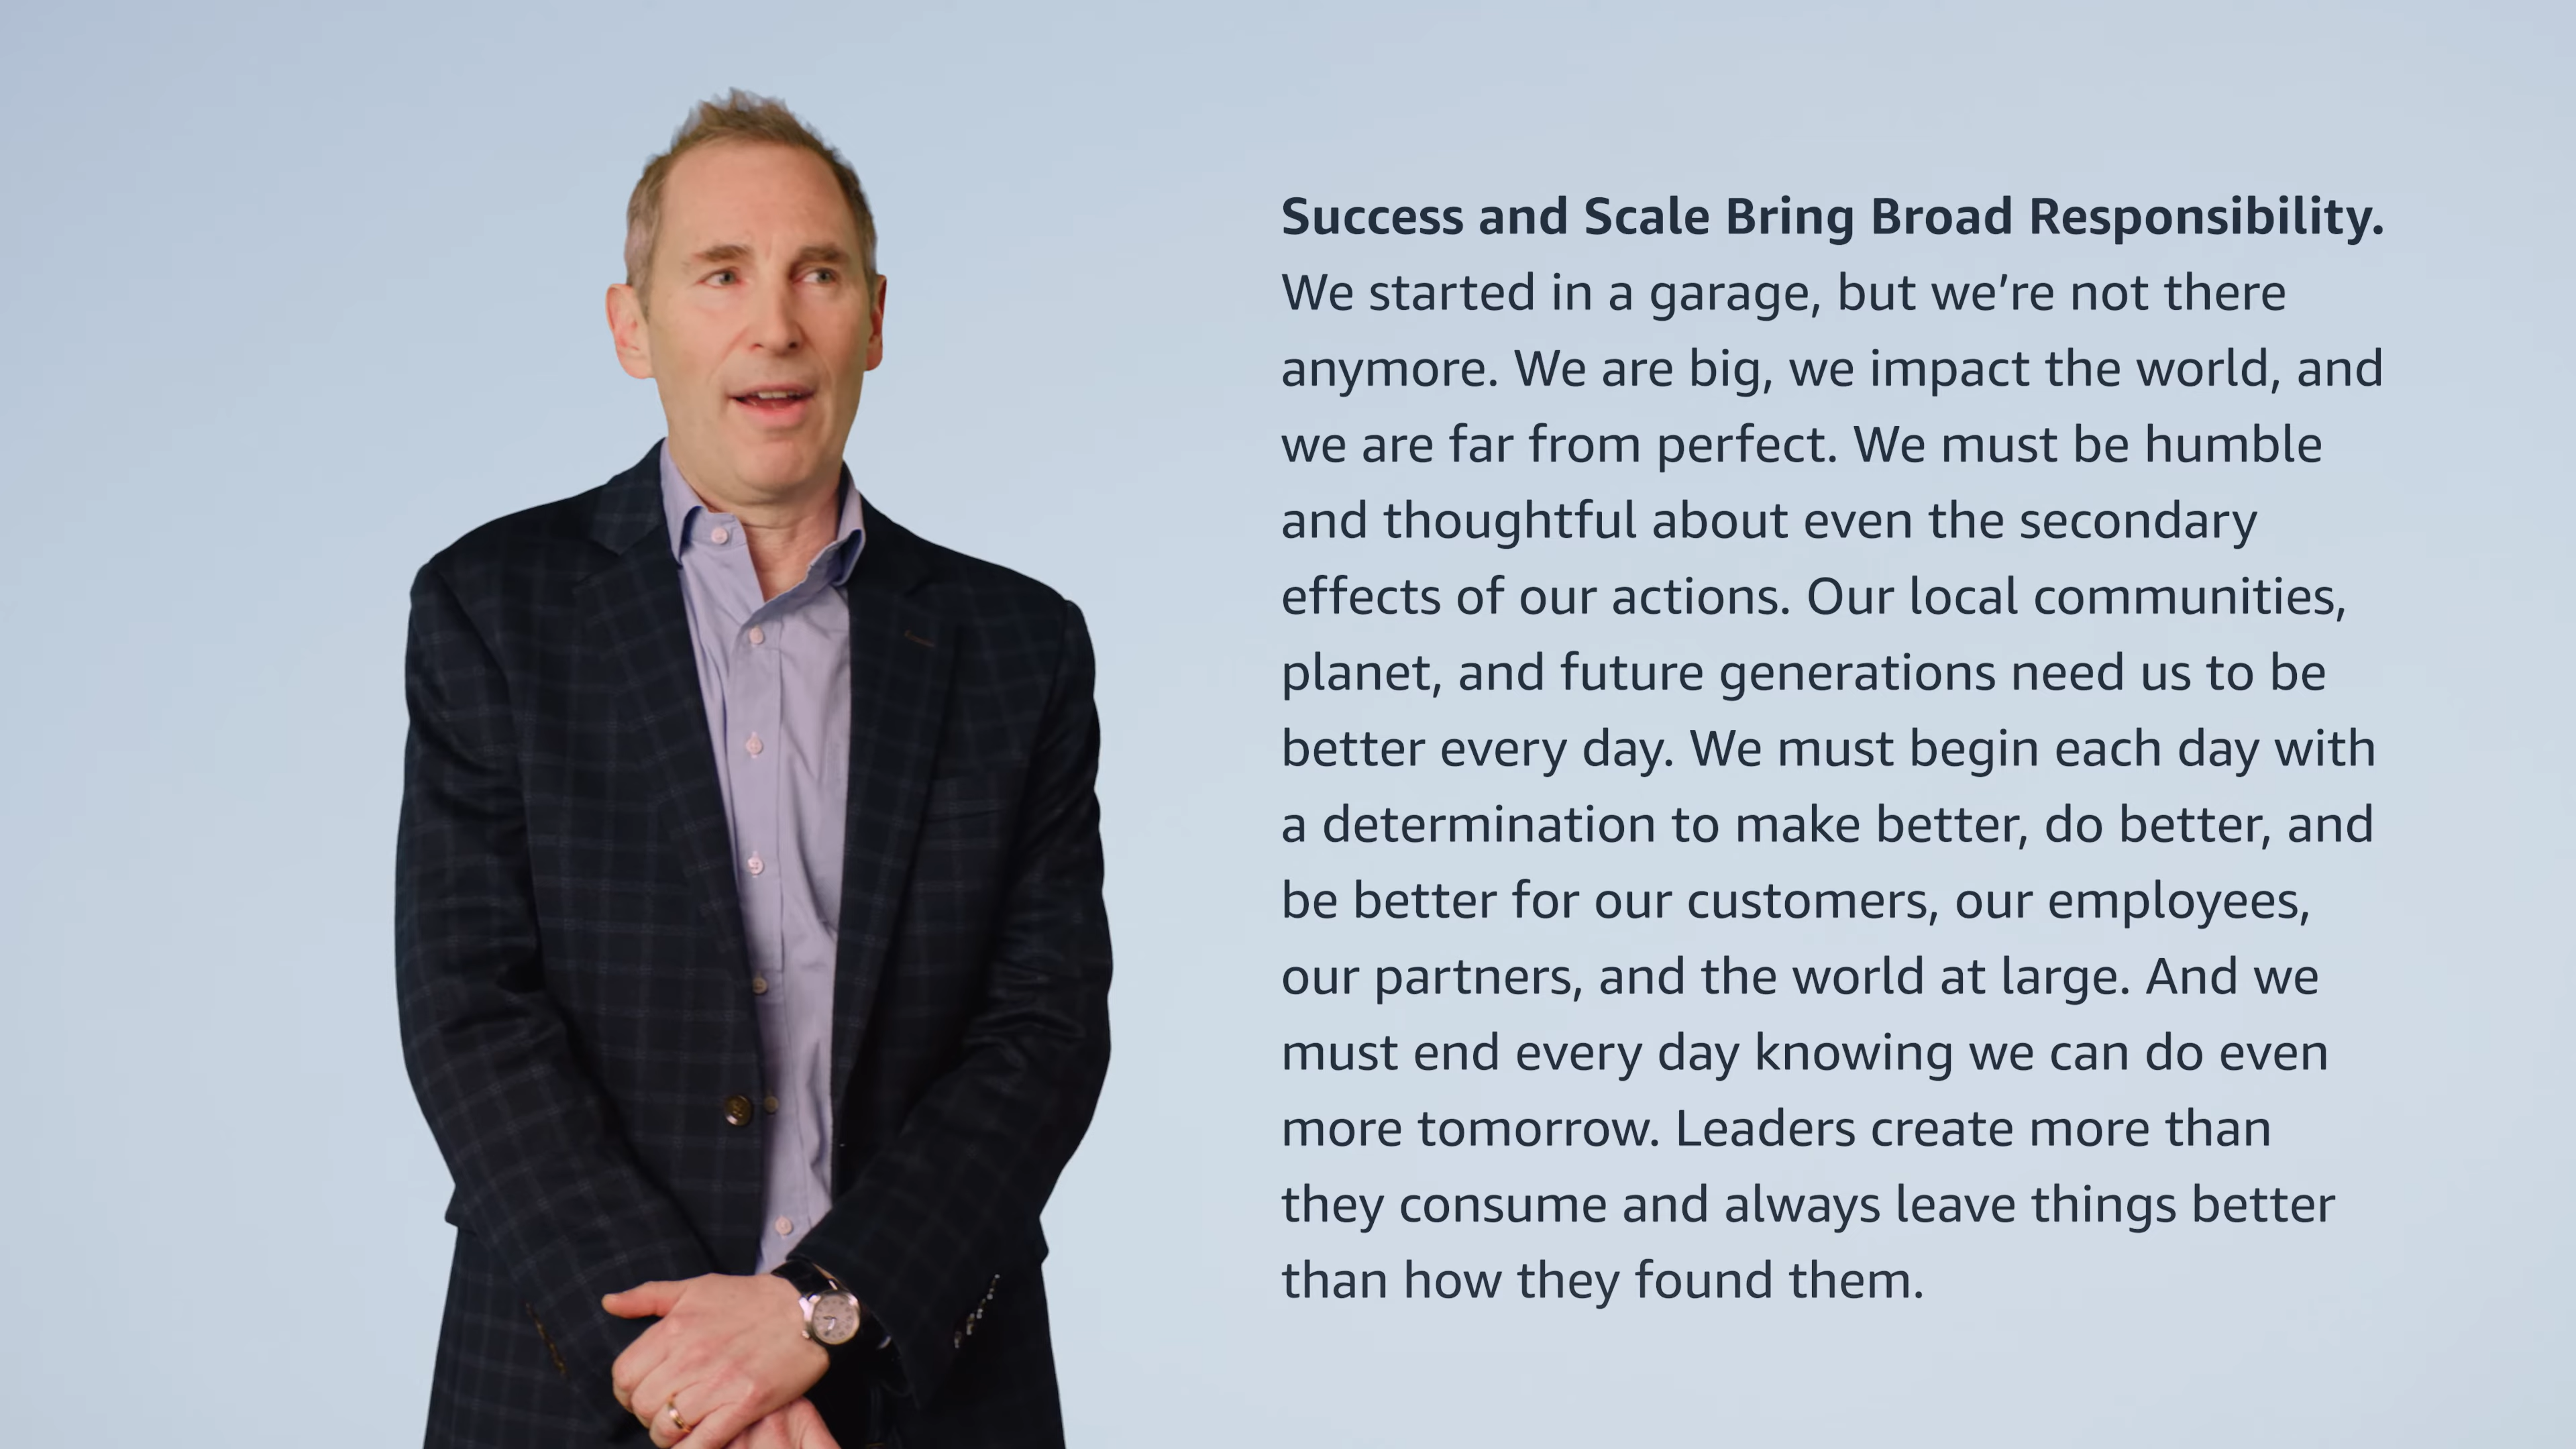 Success and Scale Bring Broad Responsibility.
We started in a garage, but we’re not there
anymore. We are big, we impact the world, and
we are far from perfect. We must be humble
and thoughtful about even the secondary
effects of our actions. Our local communities,
planet, and future generations need us to be
better every day. We must begin each day with
a determination to make better, do better, and
be better for our customers, our employees,
our partners, and the world at large. And we
must end every day knowing we can do even
more tomorrow. Leaders create more than
they consume and always leave things better
than how they found them.